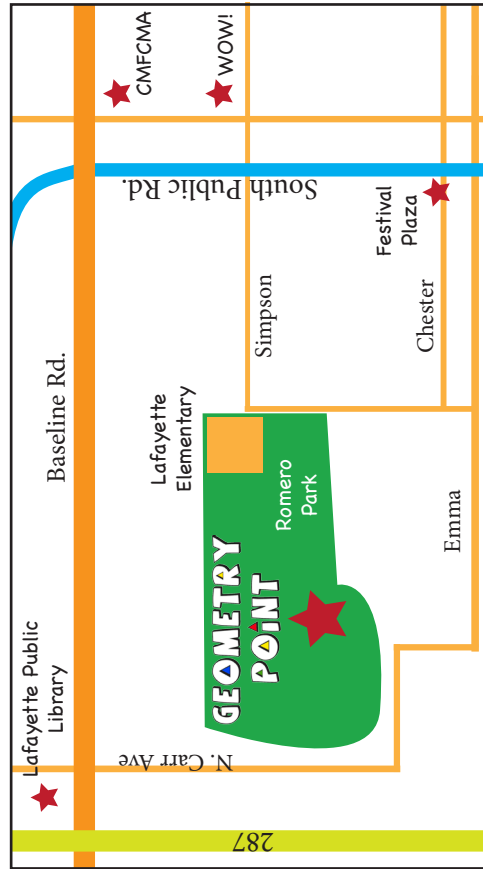 Lafayette Public
Library
Baseline Rd.
CMFCMA
WOW!
Lafayette
Elementary
GEOMETRY
POiNT
Romero
Park
Simpson
Festival
Plaza
Chester
Emma
N. Carr Ave
South Public Rd.
287